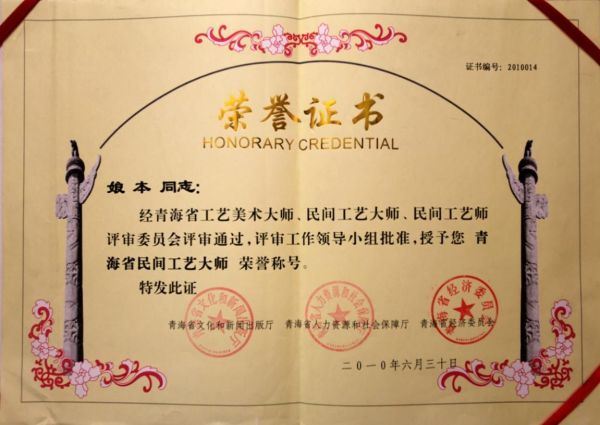 证书编号：2010014
荣誉证书
HONORARY CREDENTIAL
娘本 同志：
经青海省工艺美术大师、民间工艺大师、民间工艺师
评审委员会评审通过，评审工作领导小组批准，授予您 青
海省民间工艺大师 荣誉称号。
特发此证
青海省文化和新闻出版厅 青海省人力资源和社会保障厅 青海省经济委员会
二〇一〇年六月三十日